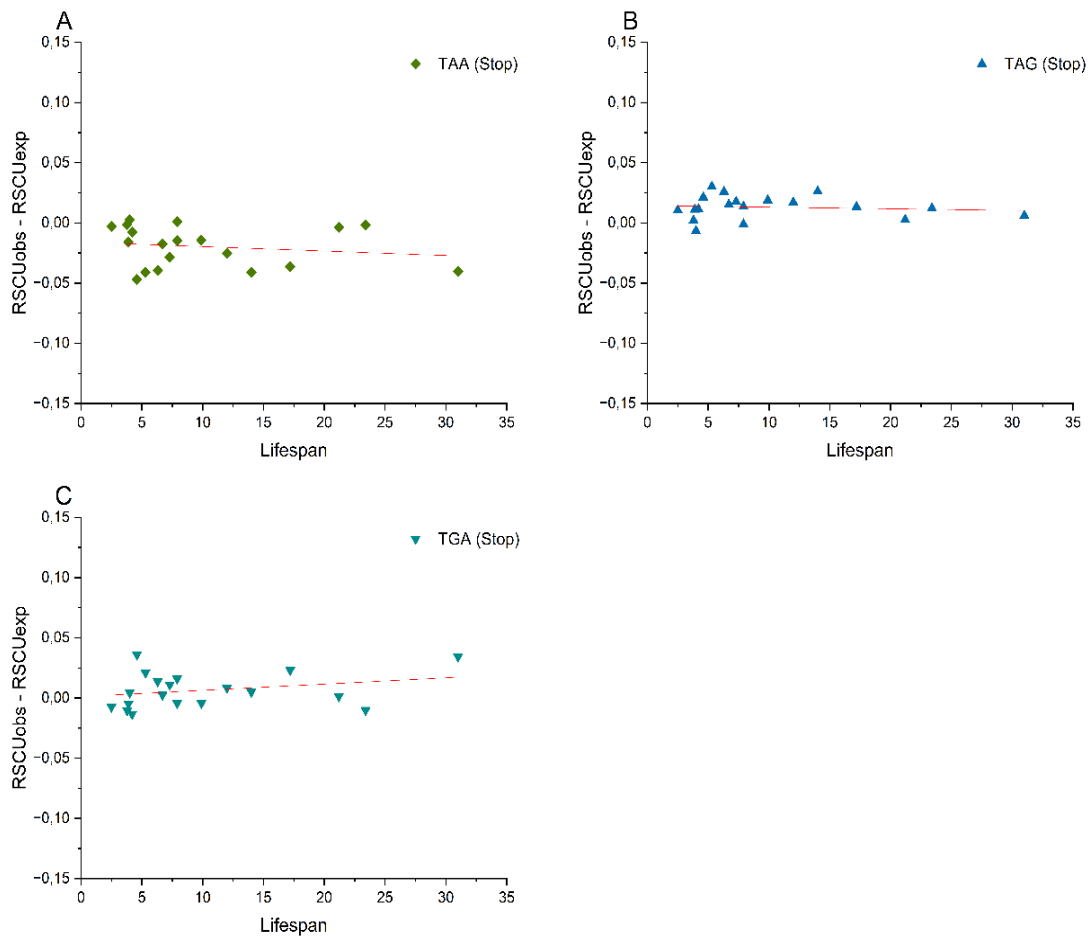 A
0,15
0,10
0,05
0,00
−0,05
−0,10
−0,15
RSCUobs - RSCUexp
TAA (Stop)
0 5 10 15 20 25 30 35
Lifespan
B
0,15
0,10
0,05
0,00
−0,05
−0,10
−0,15
RSCUobs - RSCUexp
TAG (Stop)
0 5 10 15 20 25 30 35
Lifespan
C
0,15
0,10
0,05
0,00
−0,05
−0,10
−0,15
RSCUobs - RSCUexp
TGA (Stop)
0 5 10 15 20 25 30 35
Lifespan